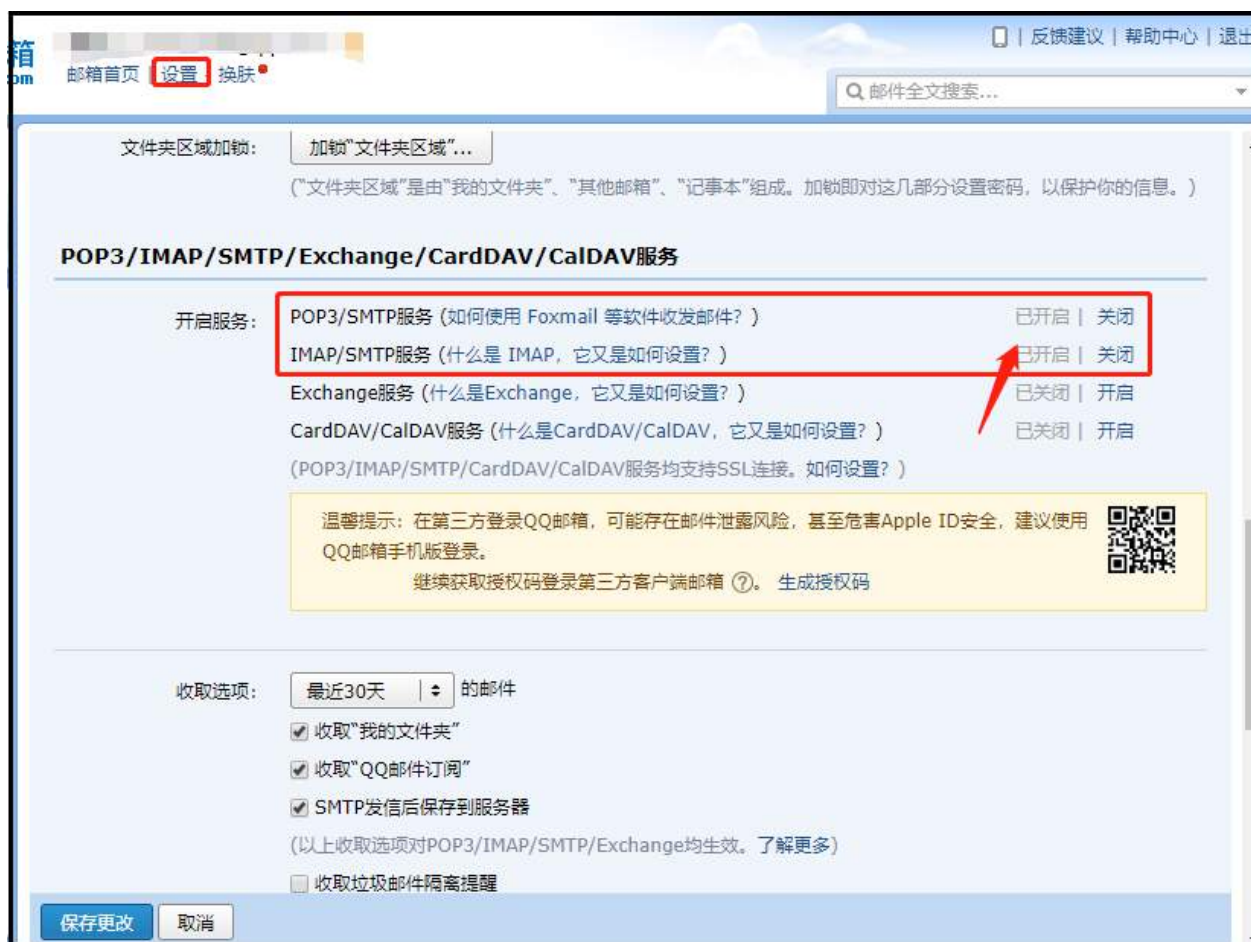 箱
om
邮箱首页 | 设置 - 换肤
| 反馈建议 | 帮助中心 | 退出
邮件全文搜索...
文件夹区域加锁: 加锁"文件夹区域"...
("文件夹区域"是由"我的文件夹"、"其他邮箱"、"记事本"组成。加锁即对这几部分设置密码，以保护你的信息。)
POP3/IMAP/SMTP/Exchange/CardDAV/CalDAV服务
开启服务: POP3/SMTP服务 (如何使用 Foxmail 等软件收发邮件? ) 已开启 | 关闭
IMAP/SMTP服务 (什么是 IMAP，它又是如何设置? ) 已开启 | 关闭
Exchange服务 (什么是Exchange，它又是如何设置? ) 已关闭 | 开启
CardDAV/CalDAV服务 (什么是CardDAV/CalDAV，它又是如何设置? ) 已关闭 | 开启
(POP3/IMAP/SMTP/CardDAV/CalDAV服务均支持SSL连接。如何设置? )
温馨提示: 在第三方登录QQ邮箱，可能存在邮件泄露风险，甚至危害Apple ID安全，建议使用
QQ邮箱手机版登录。
继续获取授权码登录第三方客户端邮箱 ?。 生成授权码
收取选项: 最近30天 的邮件
收取"我的文件夹"
收取"QQ邮件订阅"
SMTP发信后保存到服务器
(以上收取选项对POP3/IMAP/SMTP/Exchange均生效。了解更多)
收取垃圾邮件隔离提醒
保存更改 取消